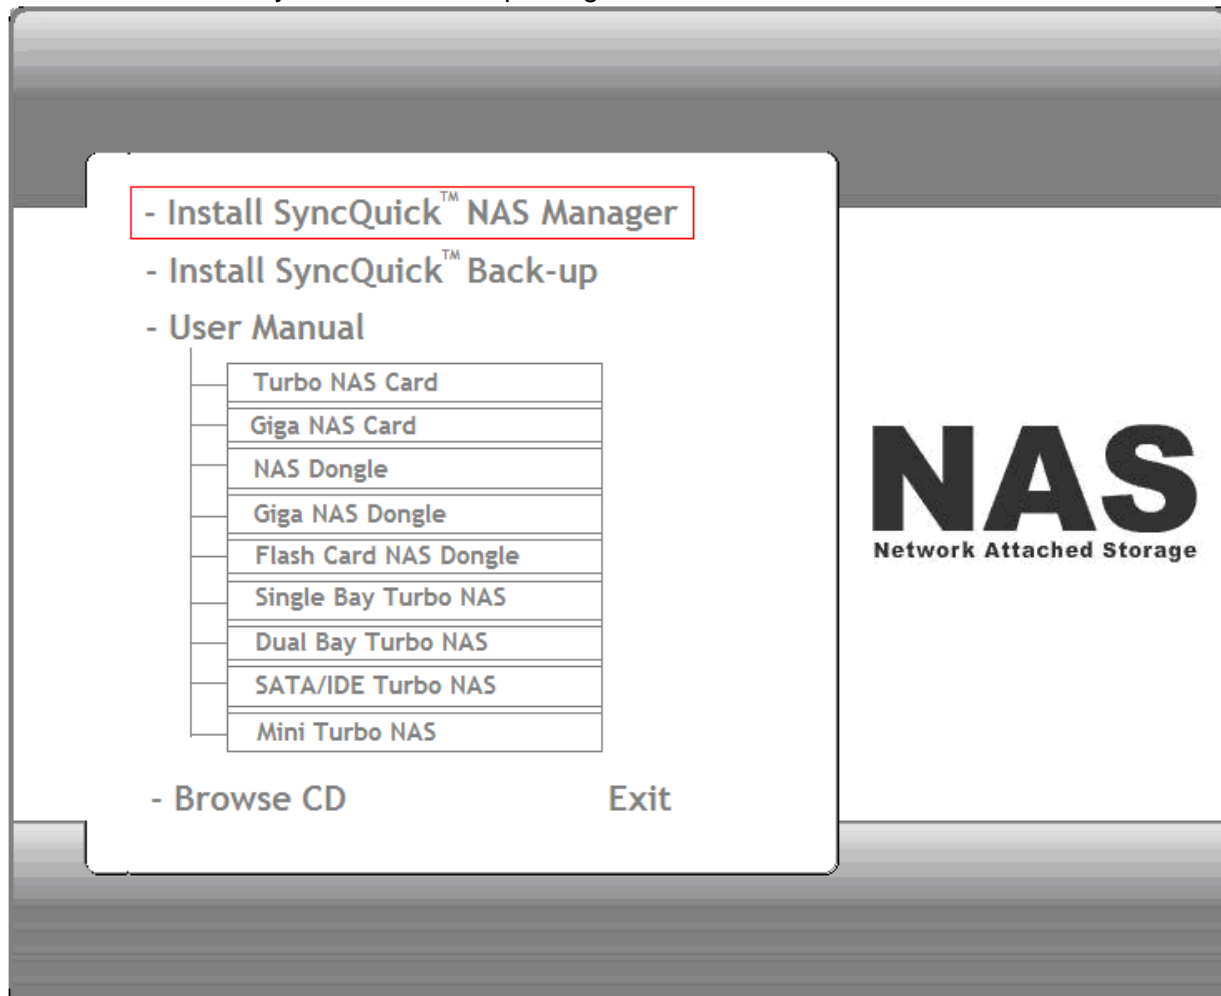 - Install SyncQuick™ NAS Manager
- Install SyncQuick™ Back-up
- User Manual
Turbo NAS Card
Giga NAS Card
NAS Dongle
Giga NAS Dongle
Flash Card NAS Dongle
Single Bay Turbo NAS
Dual Bay Turbo NAS
SATA/IDE Turbo NAS
Mini Turbo NAS
- Browse CD
Exit
NAS
Network Attached Storage